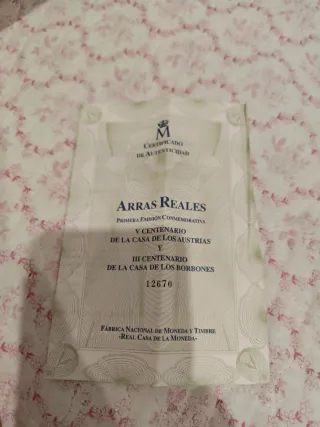 M
CERTIFICADO
DE AUTENTICIDAD
ARRAS REALES
PRIMERA EMISIÓN CONMEMORATIVA
V CENTENARIO
DE LA CASA DE LOS AUSTRIAS
Y
III CENTENARIO
DE LA CASA DE LOS BORBONES
12670
FÁBRICA NACIONAL DE MONEDA Y TIMBRE
-REAL CASA DE LA MONEDA-